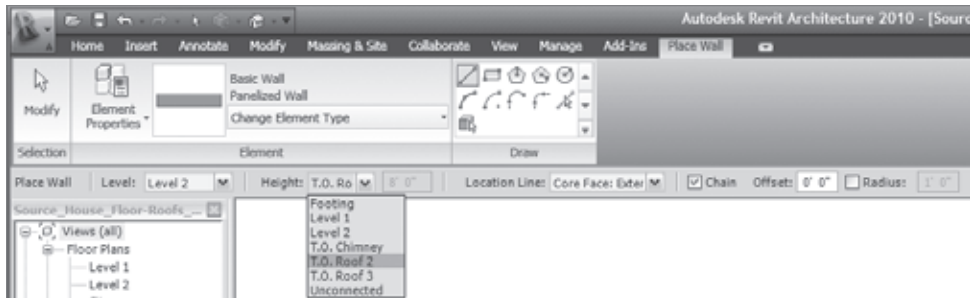 Autodesk Revit Architecture 2010 - [Sourc
Home Insert Annotate Modify Massing & Site Collaborate View Manage Add-Ins Place Wall
Modify
Element Properties
Basic Wall
Panelized Wall
Change Element Type
Selection Element Draw
Place Wall Level: Level 2 Height: T.O. Ro 8' 0" Location Line: Core Face: Exter Chain Offset: 0' 0" Radius: 1' 0"
Source_House_Floor-Roofs_...
Views (all)
Floor Plans
Level 1
Level 2
Footing
Level 1
Level 2
T.O. Chimney
T.O. Roof 2
T.O. Roof 3
Unconnected